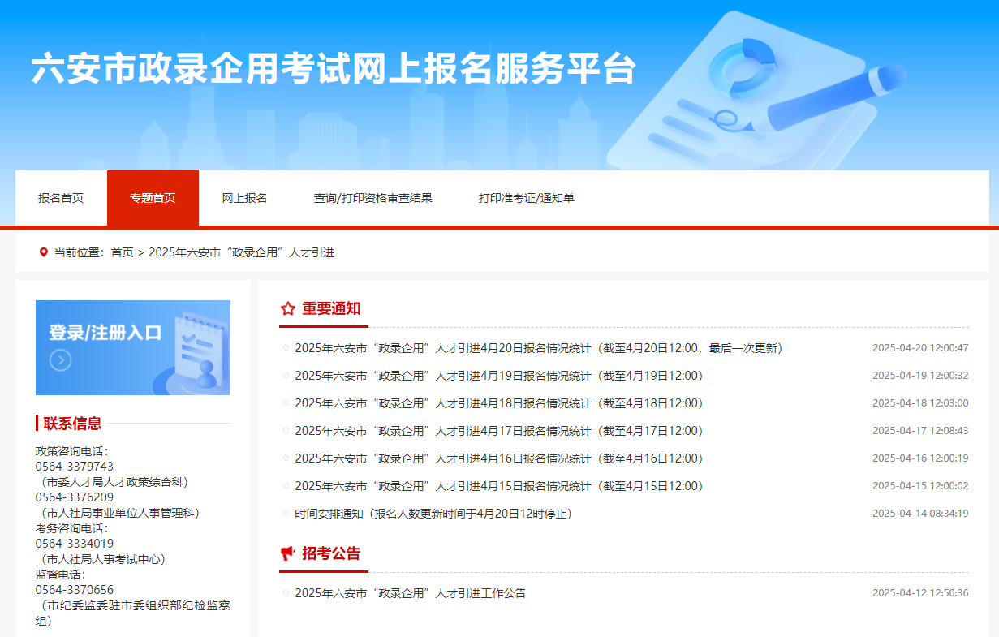 六安市政录企用考试网上报名服务平台
报名首页
专题首页
网上报名
查询/打印资格审查结果
打印准考证/通知单
当前位置：首页 > 2025年六安市“政录企用”人才引进
登录/注册入口
联系信息
政策咨询电话：
0564-3379743
（市委人才局人才政策综合科）
0564-3376209
（市人社局事业单位人事管理科）
考务咨询电话：
0564-3334019
（市人社局人事考试中心）
监督电话：
0564-3370656
（市纪委监委驻市委组织部纪检监察
组）
重要通知
2025年六安市“政录企用”人才引进4月20日报名情况统计（截至4月20日12:00，最后一次更新） 2025-04-20 12:00:47
2025年六安市“政录企用”人才引进4月19日报名情况统计（截至4月19日12:00） 2025-04-19 12:00:32
2025年六安市“政录企用”人才引进4月18日报名情况统计（截至4月18日12:00） 2025-04-18 12:03:00
2025年六安市“政录企用”人才引进4月17日报名情况统计（截至4月17日12:00） 2025-04-17 12:08:43
2025年六安市“政录企用”人才引进4月16日报名情况统计（截至4月16日12:00） 2025-04-16 12:00:19
2025年六安市“政录企用”人才引进4月15日报名情况统计（截至4月15日12:00） 2025-04-15 12:00:02
时间安排通知（报名人数更新时间于4月20日12时停止） 2025-04-14 08:34:19
招考公告
2025年六安市“政录企用”人才引进工作公告 2025-04-12 12:50:36